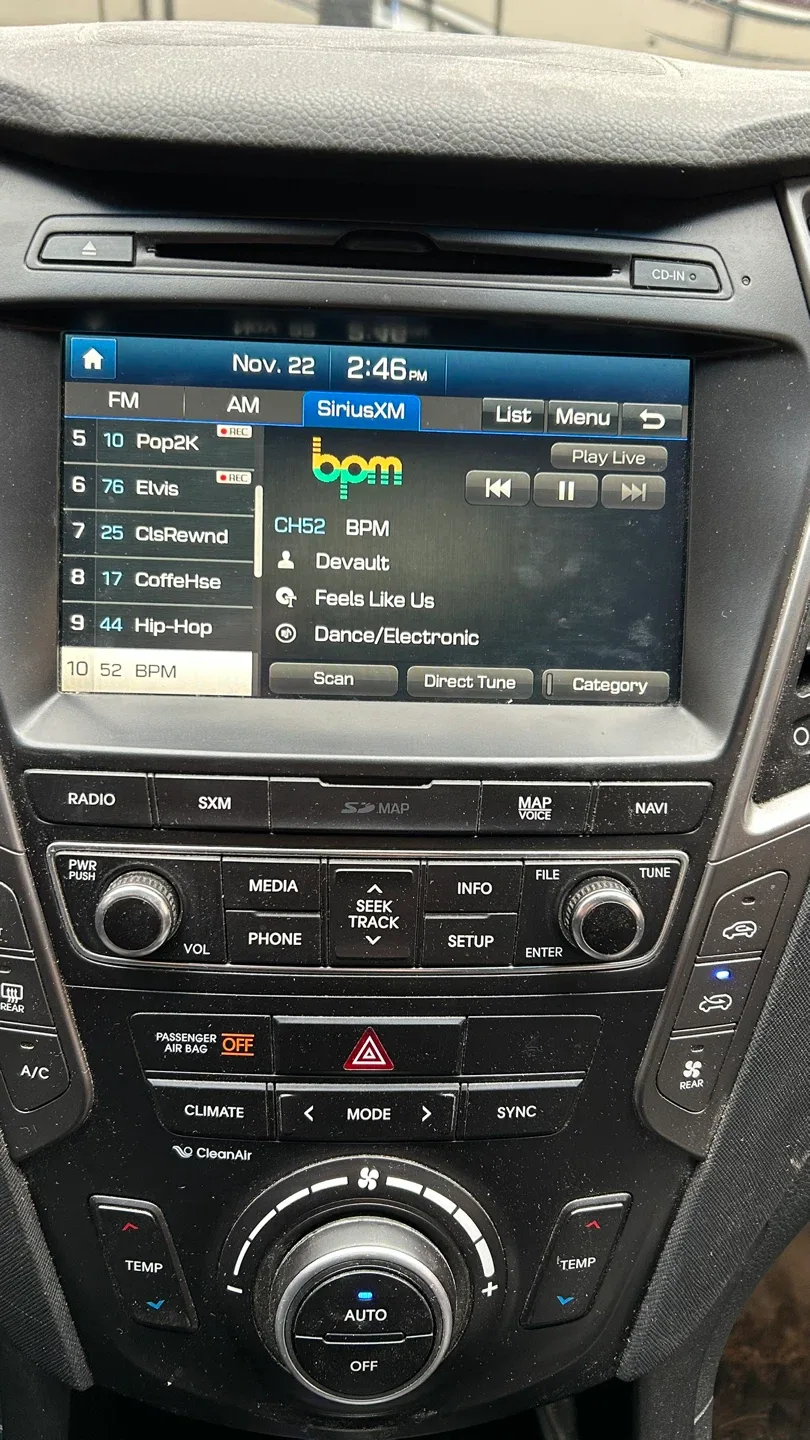 CD-IN
Nov. 22 2:46 PM
FM AM SiriusXM List Menu
5 10 Pop2K REC
6 76 Elvis REC
7 25 ClsRewnd
8 17 CoffeHse
9 44 Hip-Hop
10 52 BPM
bpm
Play Live
CH52 BPM
Devault
Feels Like Us
Dance/Electronic
Scan Direct Tune Category
RADIO SXM SD MAP MAP VOICE NAVI
PWR
PUSH
VOL
MEDIA
PHONE
SEEK
TRACK
INFO
SETUP
FILE
TUNE
ENTER
REAR
A/C
PASSENGER
AIR BAG OFF
REAR
CLIMATE < MODE > SYNC
CleanAir
TEMP
- +
AUTO
OFF
TEMP